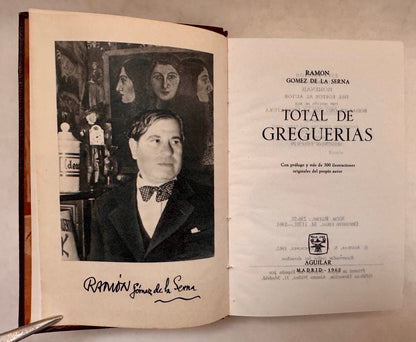 RAMÓN Gómez de la Serna
RAMON
GOMEZ DE LA SERNA
TOTAL DE
GREGUERIAS
Con prólogo y más de 300 ilustraciones
originales del propio autor
AGUILAR
MADRID - 1962